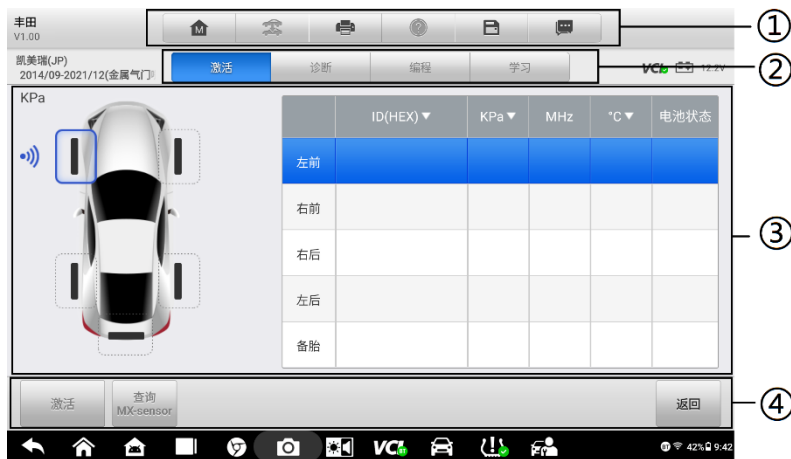 丰田
V1.00
M
?
①
凯美瑞(JP)
2014/09-2021/12(金属气门
激活
诊断
编程
学习
VCI
12.2V
②
KPa
ID(HEX)▼
KPa▼
MHz
°C▼
电池状态
左前
右前
右后
左后
备胎
③
激活
查询
MX-sensor
返回
④
VCI
BT
42%
9:42